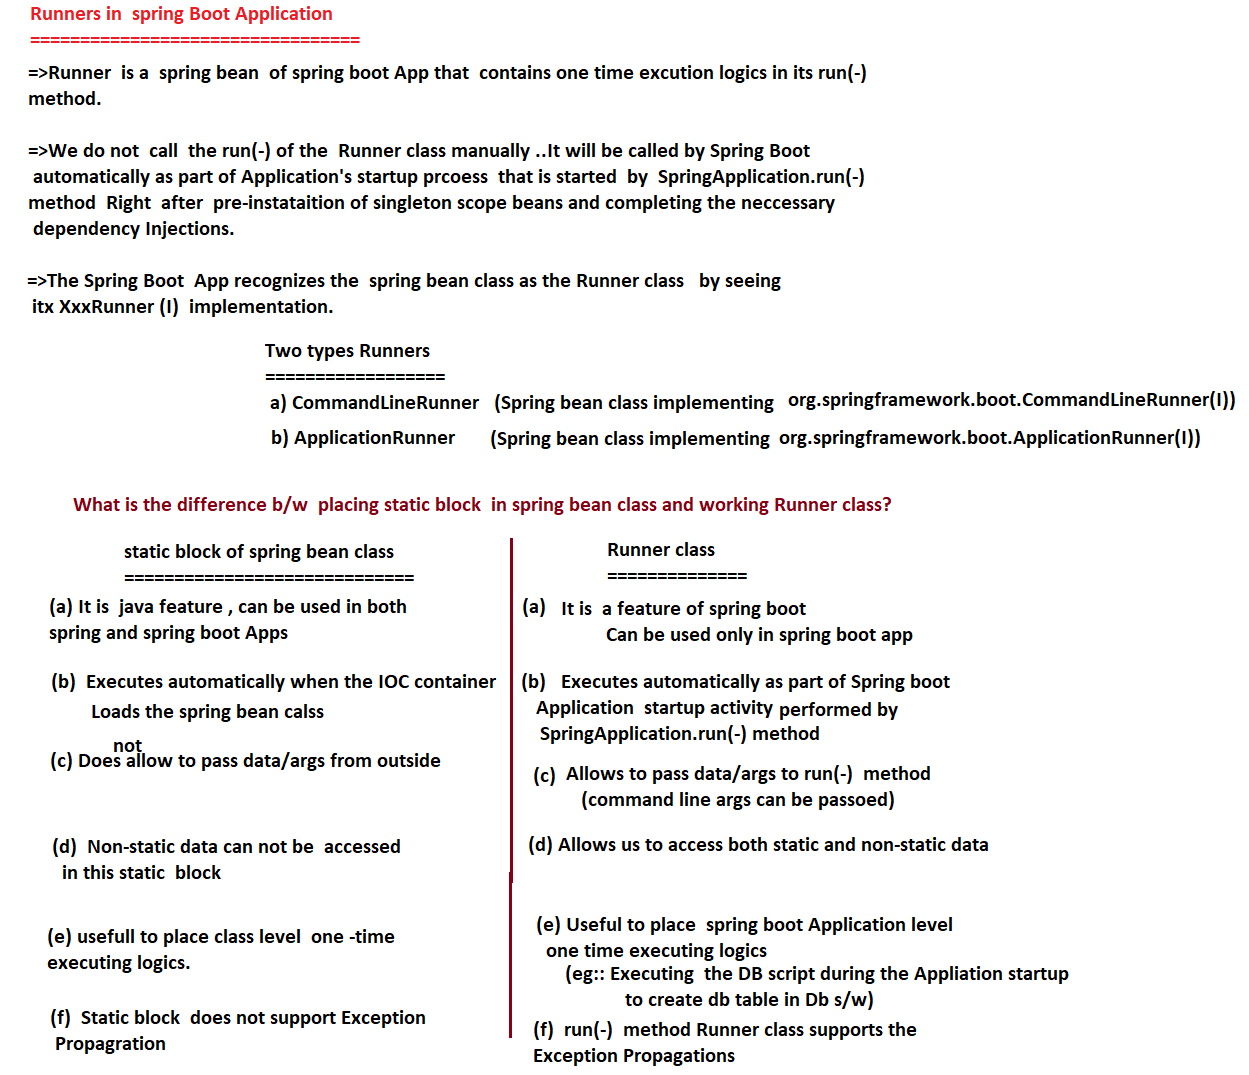 Runners in  spring Boot Application
=================================
=>Runner  is a  spring bean  of spring boot App that  contains one time excution logics in its run(-)
method.
=>We do not  call  the run(-) of the  Runner class manually ..It will be called by Spring Boot
automatically as part of Application's startup prcoess  that is started  by  SpringApplication.run(-)
method  Right  after  pre-instataition of singleton scope beans and completing the neccessary
dependency Injections.
=>The Spring Boot  App recognizes the  spring bean class as the Runner class   by seeing
itx XxxRunner (I)  implementation.
Two types Runners
==================
a) CommandLineRunner   (Spring bean class implementing   org.springframework.boot.CommandLineRunner(I))
b) ApplicationRunner   (Spring bean class implementing  org.springframework.boot.ApplicationRunner(I))
What is the difference b/w  placing static block  in spring bean class and working Runner class?
static block of spring bean class
=============================
(a) It is  java feature , can be used in both
spring and spring boot Apps
(b)  Executes automatically when the IOC container
Loads the spring bean calss
not
(c) Does allow to pass data/args from outside
(d)  Non-static data can not be  accessed
in this static  block
(e) usefull to place class level  one -time
executing logics.
(f)  Static block  does not support Exception
Propagration
Runner class
==============
(a)   It is  a feature of spring boot
Can be used only in spring boot app
(b)   Executes automatically as part of Spring boot
Application  startup activity performed by
SpringApplication.run(-) method
(c)  Allows to pass data/args to run(-)  method
(command line args can be passoed)
(d) Allows us to access both static and non-static data
(e) Useful to place  spring boot Application level
one time executing logics
(eg:: Executing  the DB script during the Appliation startup
to create db table in Db s/w)
(f)  run(-)  method Runner class supports the
Exception Propagations